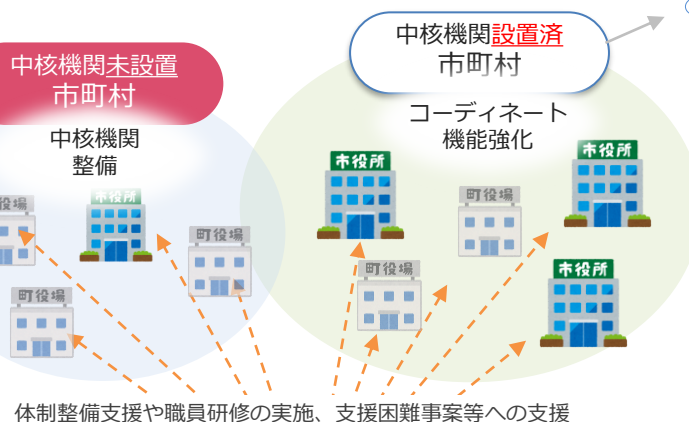 中核機関未設置
市町村
中核機関
整備
中核機関設置済
市町村
コーディネート
機能強化
役場
市役所
町役場
町役場
市役所
町役場
町役場
市役所
市役所
体制整備支援や職員研修の実施、支援困難事案等への支援